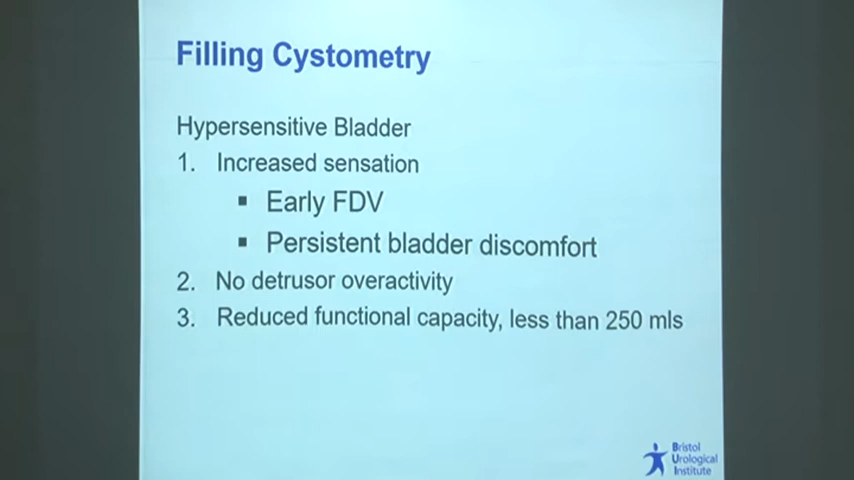 Filling Cystometry
Hypersensitive Bladder
1. Increased sensation
▪ Early FDV
▪ Persistent bladder discomfort
2. No detrusor overactivity
3. Reduced functional capacity, less than 250 mls
Bristol
Urological
Institute